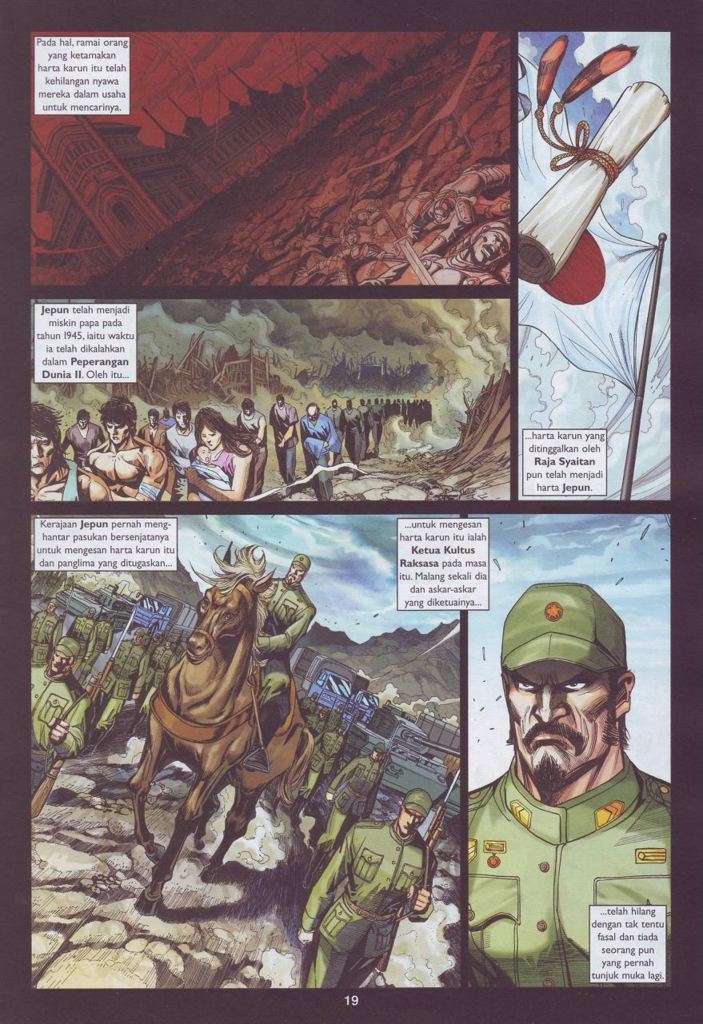 Pada hal, ramai orang
yang ketamakan
harta karun itu telah
kehilangan nyawa
mereka dalam usaha
untuk mencarinya.
Jepun telah menjadi
miskin papa pada
tahun 1945, iaitu waktu
ia telah dikalahkan
dalam Peperangan
Dunia II. Oleh itu...
...harta karun yang
ditinggalkan oleh
Raja Syaitan
pun telah menjadi
harta Jepun.
Kerajaan Jepun pernah meng-
hantar pasukan bersenjatanya
untuk mengesan harta karun itu
dan panglima yang ditugaskan...
...untuk mengesan
harta karun itu ialah
Ketua Kultus
Raksasa pada masa
itu. Malang sekali dia
dan askar-askar
yang diketuainya...
...telah hilang
dengan tak tentu
fasal dan tiada
seorang pun
yang pernah
tunjuk muka lagi.
19